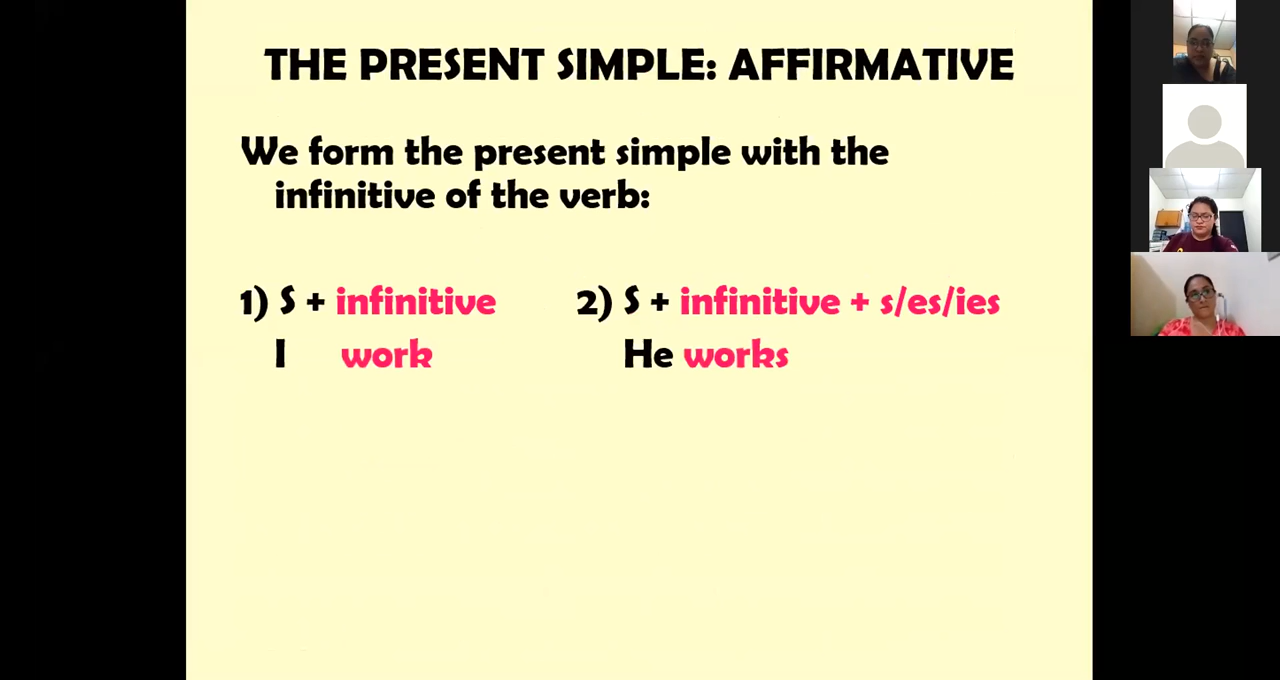 THE PRESENT SIMPLE: AFFIRMATIVE
We form the present simple with the
infinitive of the verb:
1) S + infinitive 2) S + infinitive + s/es/ies
I work He works